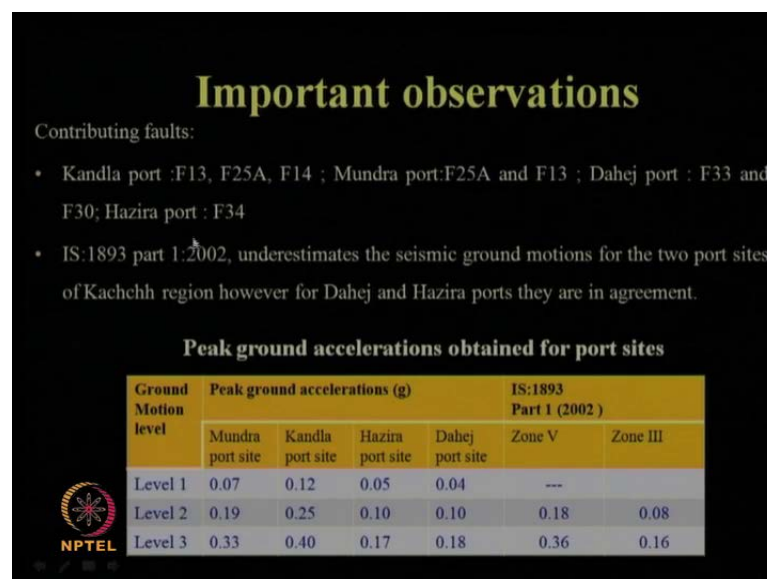 Important observations
Contributing faults:
• Kandla port :F13, F25A, F14 ; Mundra port:F25A and F13 ; Dahej port : F33 and
F30; Hazira port : F34
• IS:1893 part 1:2002, underestimates the seismic ground motions for the two port sites
of Kachchh region however for Dahej and Hazira ports they are in agreement.
Peak ground accelerations obtained for port sites
Ground Motion level Peak ground accelerations (g) IS:1893 Part 1 (2002 )
Mundra port site Kandla port site Hazira port site Dahej port site Zone V Zone III
Level 1 0.07 0.12 0.05 0.04 ---
Level 2 0.19 0.25 0.10 0.10 0.18 0.08
Level 3 0.33 0.40 0.17 0.18 0.36 0.16
NPTEL